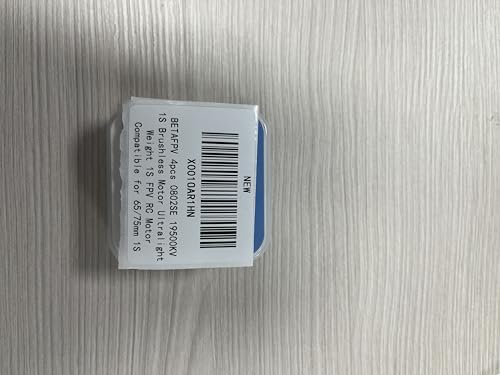 NEW
X0010AR1HN
BETAFPV 4pcs 0802SE 19500KV
1S Brushless Motor Ultralight
Weight 1S FPV RC Motor
Compatible for 65/75mm 1S